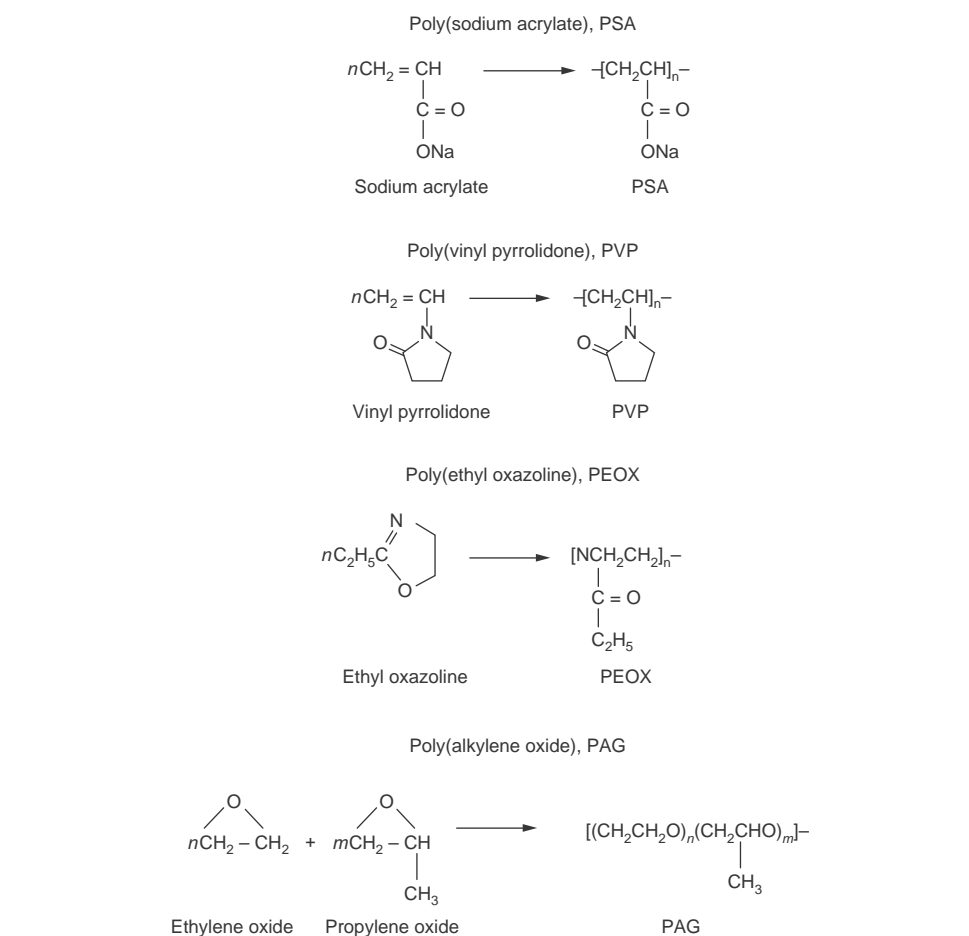 Poly(sodium acrylate), PSA
nCH₂ = CH –[CH₂CH]ₙ–
C = O C = O
ONa ONa
Sodium acrylate PSA
Poly(vinyl pyrrolidone), PVP
nCH₂ = CH –[CH₂CH]ₙ–
N N
O O
Vinyl pyrrolidone PVP
Poly(ethyl oxazoline), PEOX
N
nC₂H₅C [NCH₂CH₂]ₙ–
O C = O
C₂H₅
Ethyl oxazoline PEOX
Poly(alkylene oxide), PAG
O O
nCH₂ – CH₂ + mCH₂ – CH [(CH₂CH₂O)ₙ(CH₂CHO)ₘ]–
CH₃ CH₃
Ethylene oxide Propylene oxide PAG